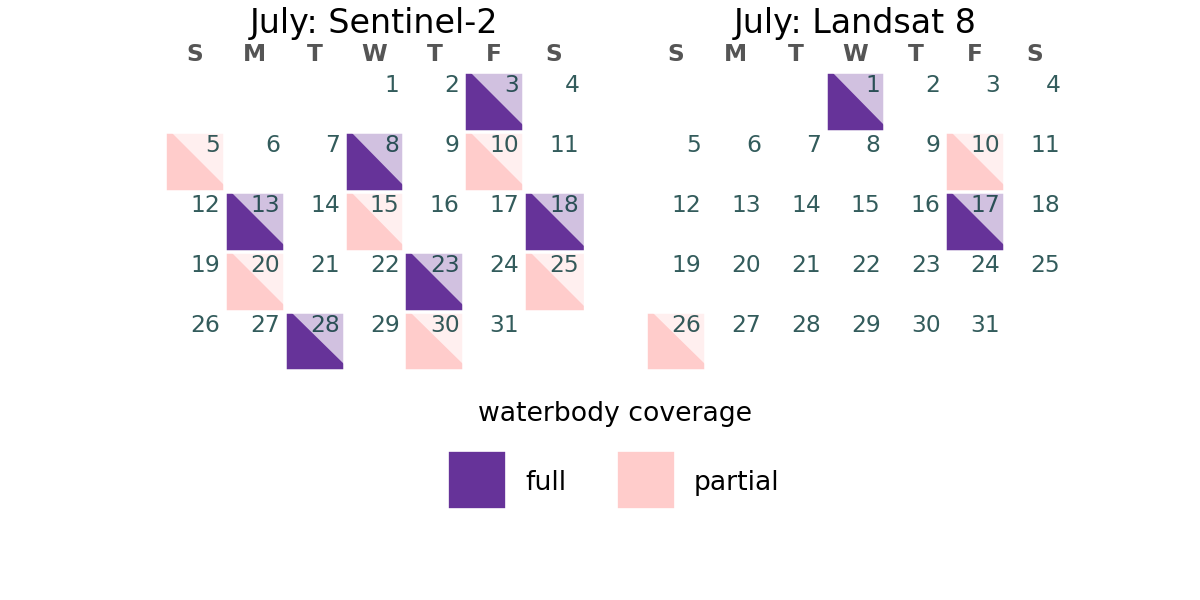 July: Sentinel-2
S M T W T F S
1 2 3 4
5 6 7 8 9 10 11
12 13 14 15 16 17 18
19 20 21 22 23 24 25
26 27 28 29 30 31
July: Landsat 8
S M T W T F S
1 2 3 4
5 6 7 8 9 10 11
12 13 14 15 16 17 18
19 20 21 22 23 24 25
26 27 28 29 30 31
waterbody coverage
full
partial